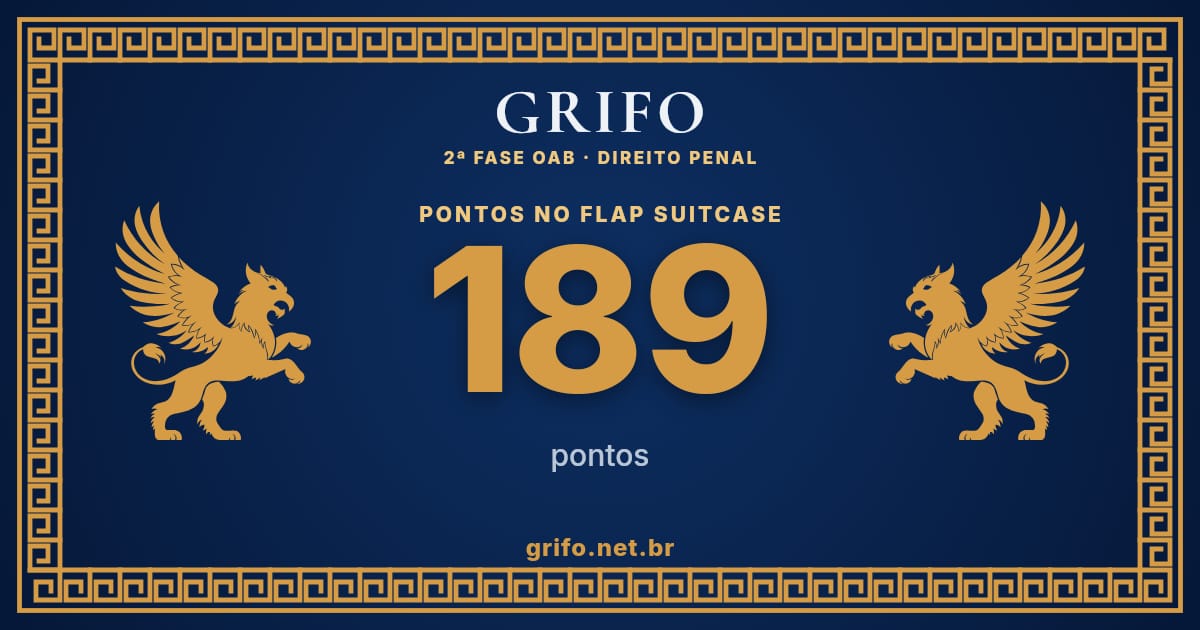 GRIFO
2ª FASE OAB · DIREITO PENAL
PONTOS NO FLAP SUITCASE
189
pontos
grifo.net.br